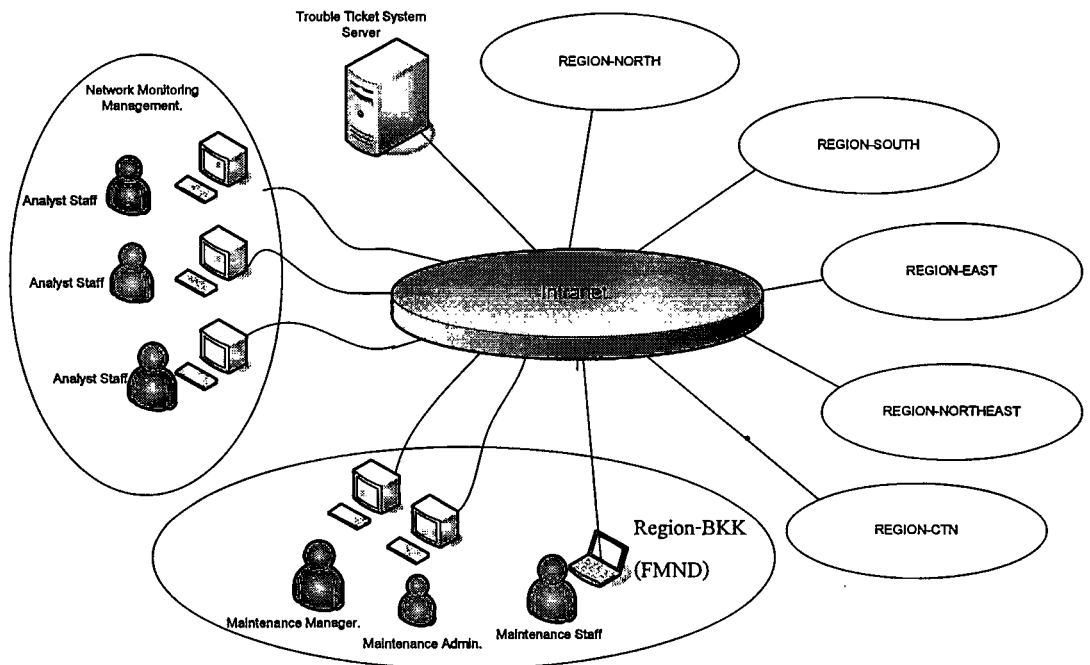 Trouble Ticket System
Server
REGION-NORTH
Network Monitoring
Management.
REGION-SOUTH
Analyst Staff
Analyst Staff
REGION-EAST
Intranet
Analyst Staff
REGION-NORTHEAST
Region-BKK
(FMND)
REGION-CTN
Maintenance Manager.
Maintenance Admin.
Maintenance Staff